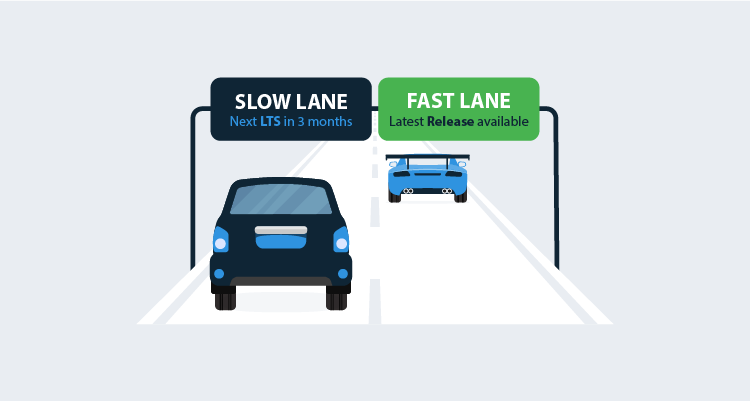 SLOW LANE
Next LTS in 3 months
FAST LANE
Latest Release available